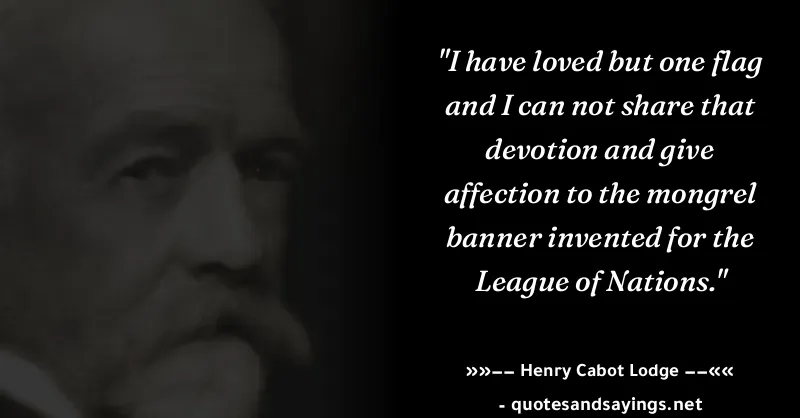 "I have loved but one flag
and I can not share that
devotion and give
affection to the mongrel
banner invented for the
League of Nations."
»»−− Henry Cabot Lodge −−««
- quotesandsayings.net